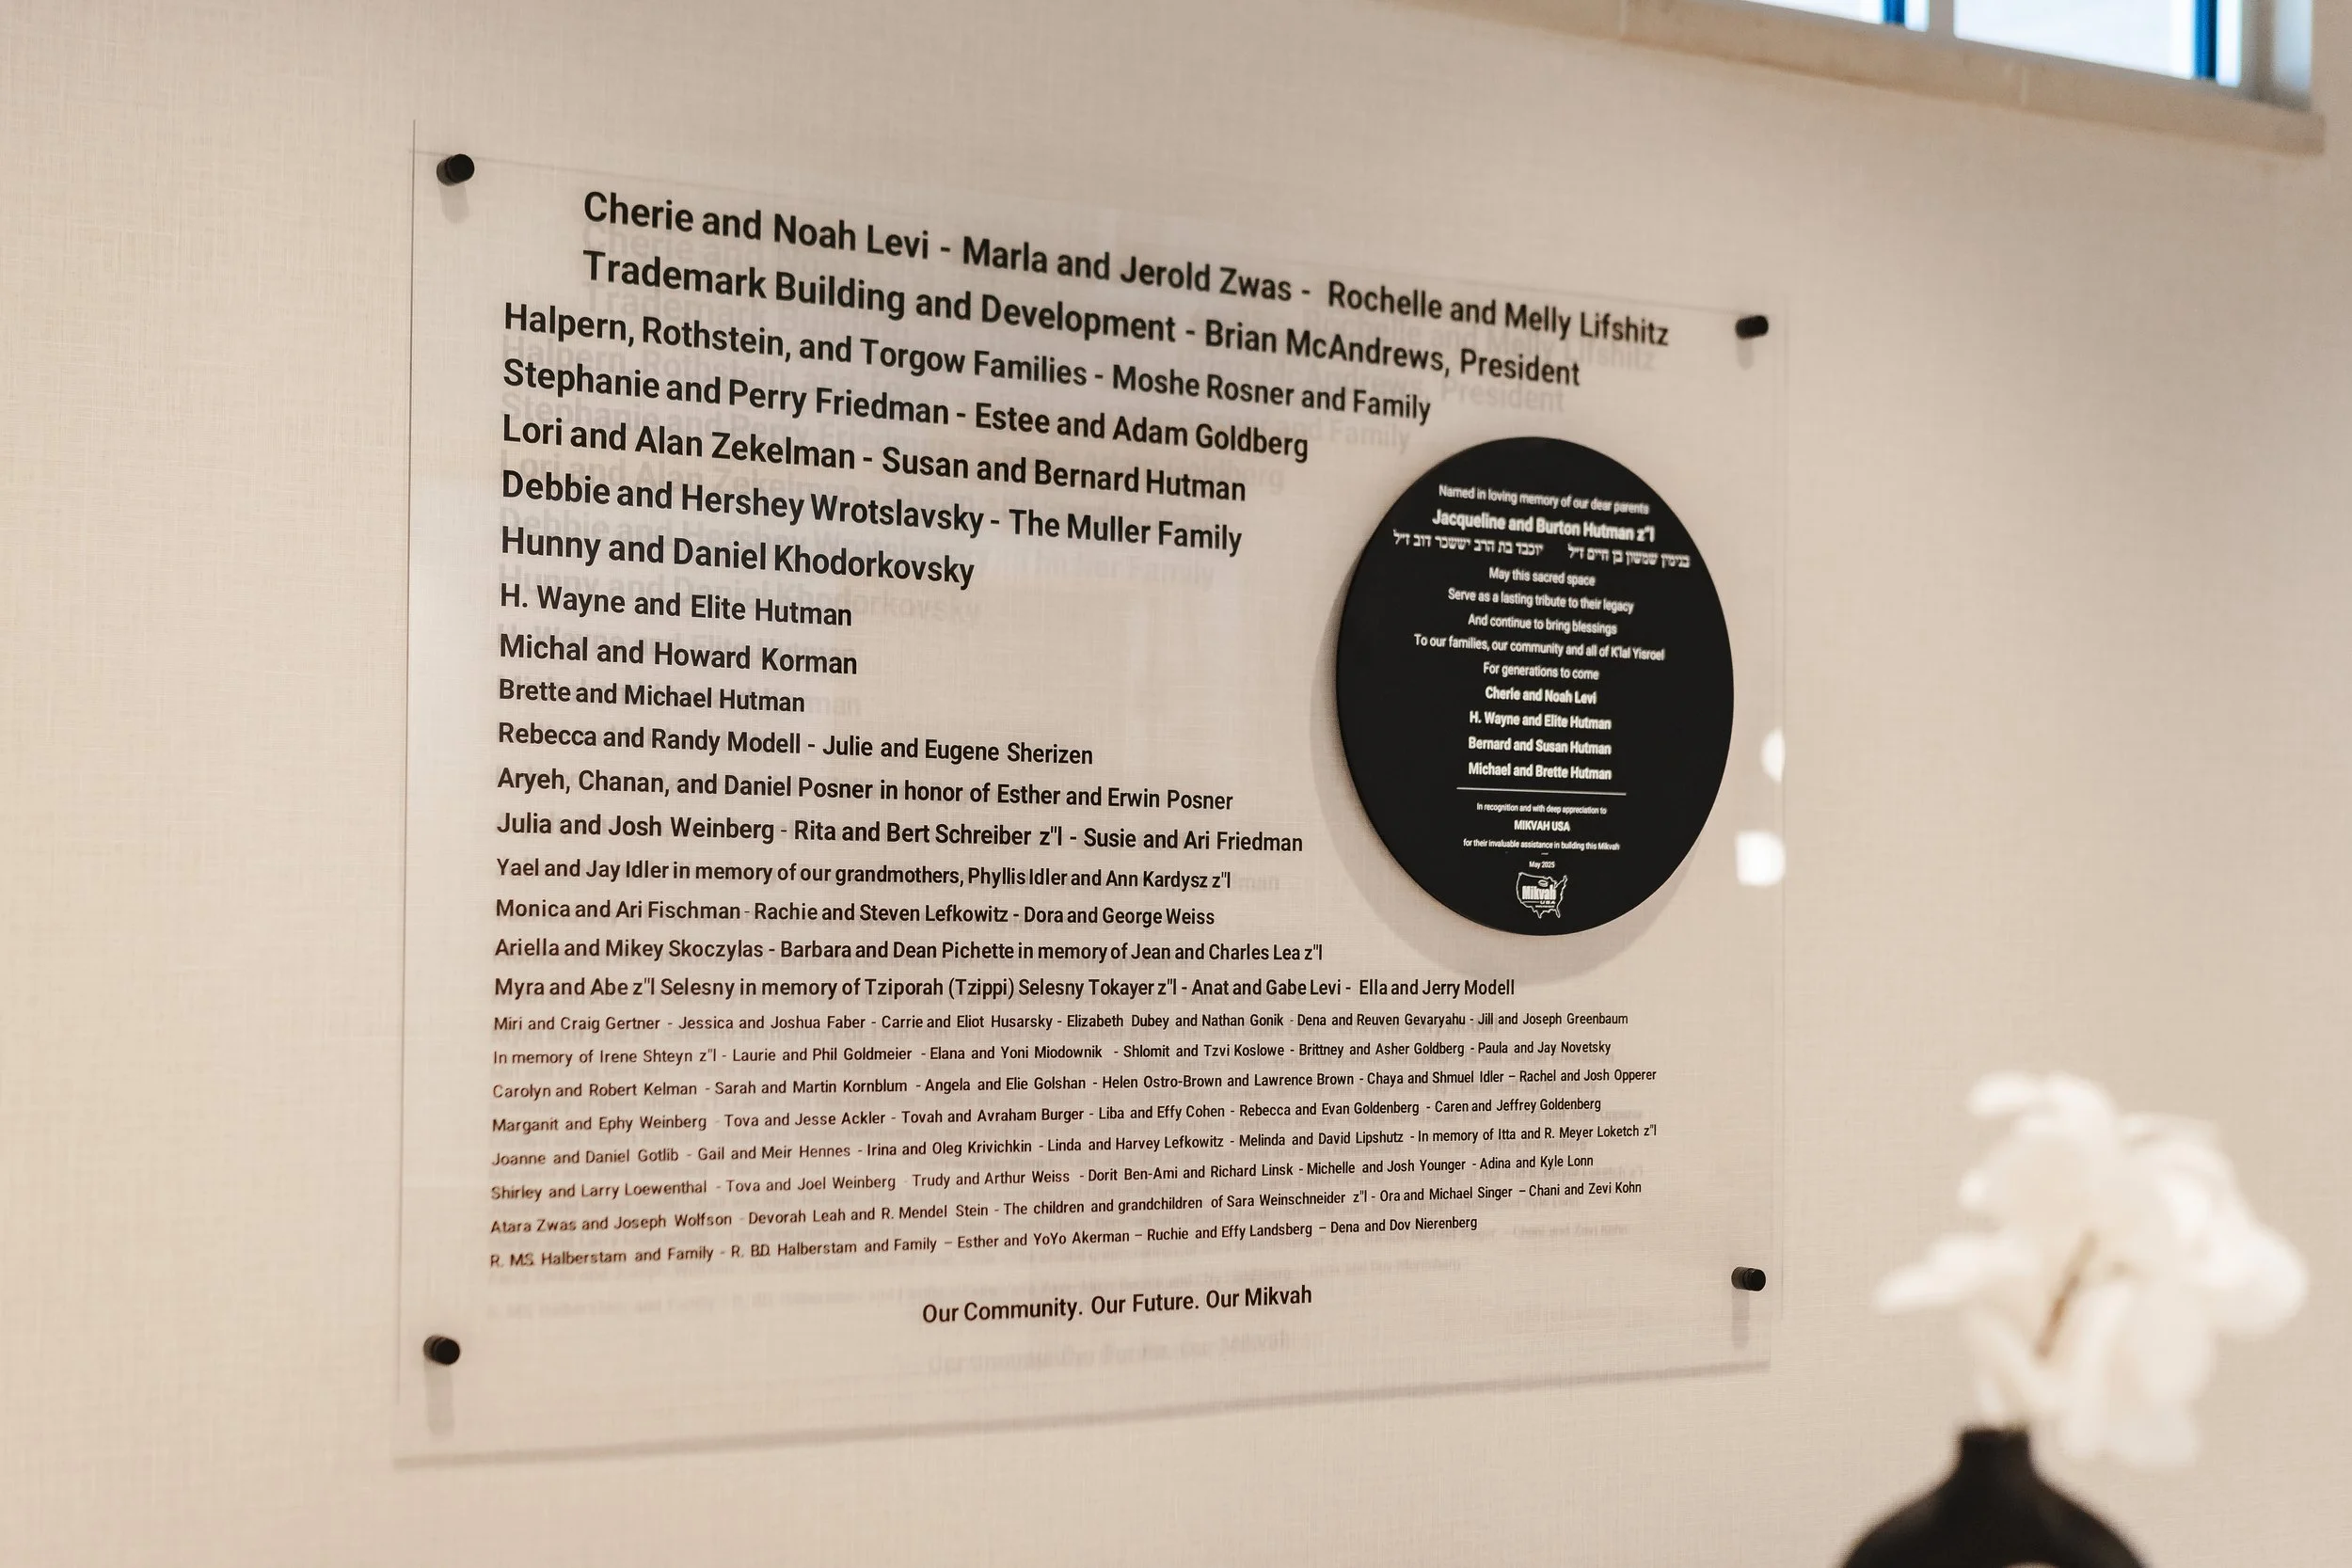 Cherie and Noah Levi - Marla and Jerold Zwas - Rochelle and Melly Lifshitz
Trademark Building and Development - Brian McAndrews, President
Halpern, Rothstein, and Torgow Families - Moshe Rosner and Family
Stephanie and Perry Friedman - Estee and Adam Goldberg
Lori and Alan Zekelman - Susan and Bernard Hutman
Debbie and Hershey Wrotslavsky - The Muller Family
Hunny and Daniel Khodorkovsky
H. Wayne and Elite Hutman
Michal and Howard Korman
Brette and Michael Hutman
Rebecca and Randy Modell - Julie and Eugene Sherizen
Aryeh, Chanan, and Daniel Posner in honor of Esther and Erwin Posner
Julia and Josh Weinberg - Rita and Bert Schreiber z"l - Susie and Ari Friedman
Yael and Jay Idler in memory of our grandmothers, Phyllis Idler and Ann Kardysz z"l
Monica and Ari Fischman - Rachie and Steven Lefkowitz - Dora and George Weiss
Ariella and Mikey Skoczylas - Barbara and Dean Pichette in memory of Jean and Charles Lea z"l
Myra and Abe z"l Selesny in memory of Tziporah (Tzippi) Selesny Tokayer z"l - Anat and Gabe Levi - Ella and Jerry Modell
Miri and Craig Gertner - Jessica and Joshua Faber - Carrie and Eliot Husarsky - Elizabeth Dubey and Nathan Gonik - Dena and Reuven Gevaryahu - Jill and Joseph Greenbaum
In memory of Irene Shteyn z"l - Laurie and Phil Goldmeier - Elana and Yoni Miodownik - Shlomit and Tzvi Koslowe - Brittney and Asher Goldberg - Paula and Jay Novetsky
Carolyn and Robert Kelman - Sarah and Martin Kornblum - Angela and Elie Golshan - Helen Ostro-Brown and Lawrence Brown - Chaya and Shmuel Idler – Rachel and Josh Opperer
Marganit and Ephy Weinberg - Tova and Jesse Ackler - Tovah and Avraham Burger - Liba and Effy Cohen - Rebecca and Evan Goldenberg - Caren and Jeffrey Goldenberg
Joanne and Daniel Gotlib - Gail and Meir Hennes - Irina and Oleg Krivichkin - Linda and Harvey Lefkowitz - Melinda and David Lipshutz - In memory of Itta and R. Meyer Loketch z"l
Shirley and Larry Loewenthal - Tova and Joel Weinberg - Trudy and Arthur Weiss - Dorit Ben-Ami and Richard Linsk - Michelle and Josh Younger - Adina and Kyle Lonn
Atara Zwas and Joseph Wolfson - Devorah Leah and R. Mendel Stein - The children and grandchildren of Sara Weinschneider z"l - Ora and Michael Singer – Chani and Zevi Kohn
R. MS. Halberstam and Family - R. BD. Halberstam and Family – Esther and YoYo Akerman – Ruchie and Effy Landsberg – Dena and Dov Nierenberg
Our Community. Our Future. Our Mikvah
Named in loving memory of our dear parents
Jacqueline and Burton Hutman z"l
בנימין שמשון בן חיים ז״ל יוכבד בת הרב יששכר דוב ז״ל
May this sacred space
Serve as a lasting tribute to their legacy
And continue to bring blessings
To our families, our community and all of K'lal Yisroel
For generations to come
Cherie and Noah Levi
H. Wayne and Elite Hutman
Bernard and Susan Hutman
Michael and Brette Hutman
In recognition and with deep appreciation to
MIKVAH USA
for their invaluable assistance in building this Mikvah
May 2025
Mikvah
USA